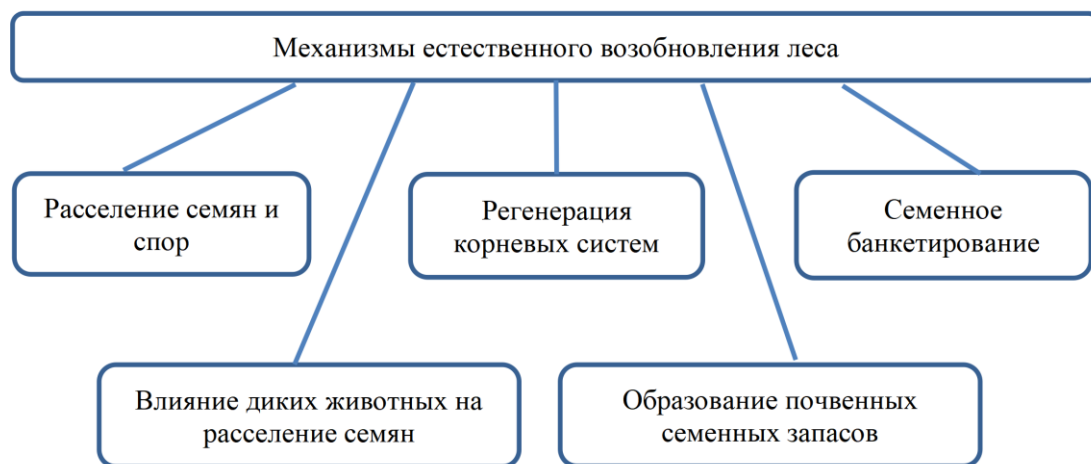 Механизмы естественного возобновления леса
Расселение семян и
спор
Регенерация
корневых систем
Семенное
банкетирование
Влияние диких животных на
расселение семян
Образование почвенных
семенных запасов